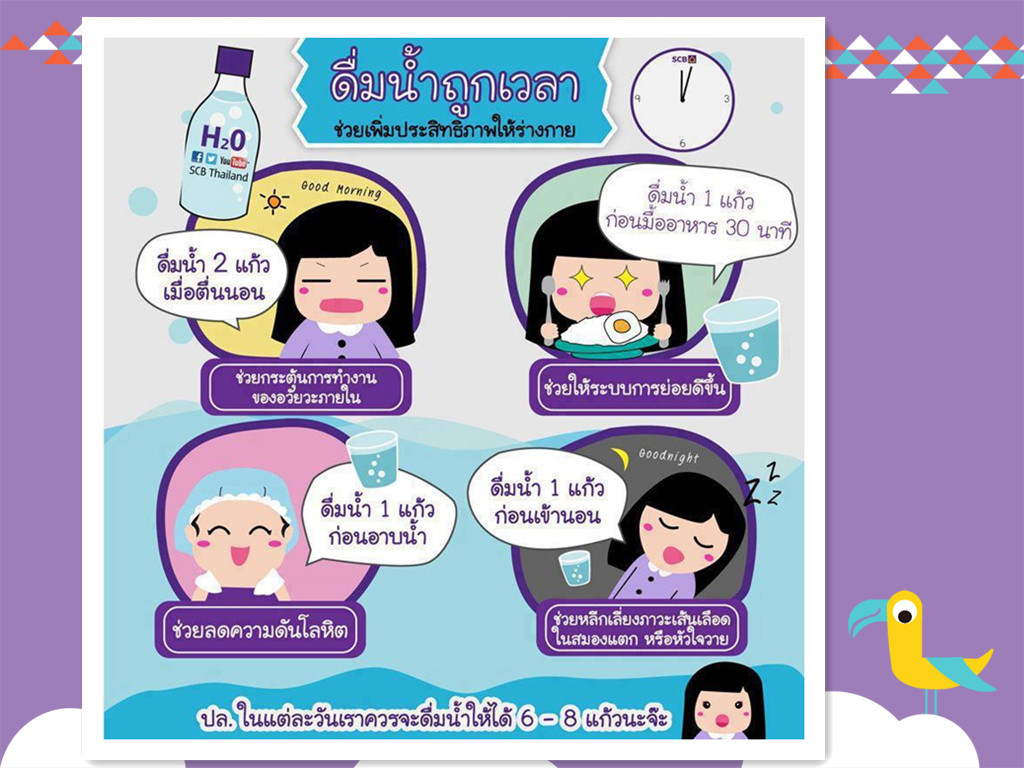 ดื่มน้ำถูกเวลา
ช่วยเพิ่มประสิทธิภาพให้ร่างกาย
H2O
YouTube
SCB Thailand
SCB
9
3
6
Good Morning
ดื่มน้ำ 2 แก้ว
เมื่อตื่นนอน
ช่วยกระตุ้นการทำงาน
ของอวัยวะภายใน
ดื่มน้ำ 1 แก้ว
ก่อนมื้ออาหาร 30 นาที
ช่วยให้ระบบการย่อยดีขึ้น
ดื่มน้ำ 1 แก้ว
ก่อนอาบน้ำ
ช่วยลดความดันโลหิต
Goodnight
z z z
ดื่มน้ำ 1 แก้ว
ก่อนเข้านอน
ช่วยหลีกเลี่ยงภาวะเส้นเลือด
ในสมองแตก หรือหัวใจวาย
ปล. ในแต่ละวันเราควรจะดื่มน้ำให้ได้ 6 – 8 แก้วนะจ๊ะ